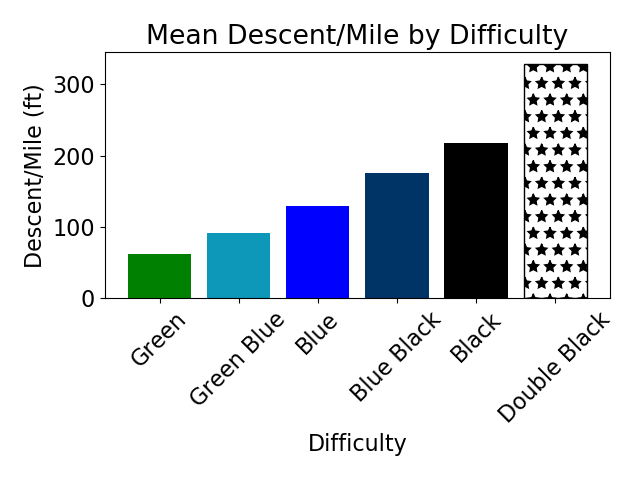 Mean Descent/Mile by Difficulty
Descent/Mile (ft)
300
200
100
0
Green
Green Blue
Blue
Blue Black
Black
Double Black
Difficulty